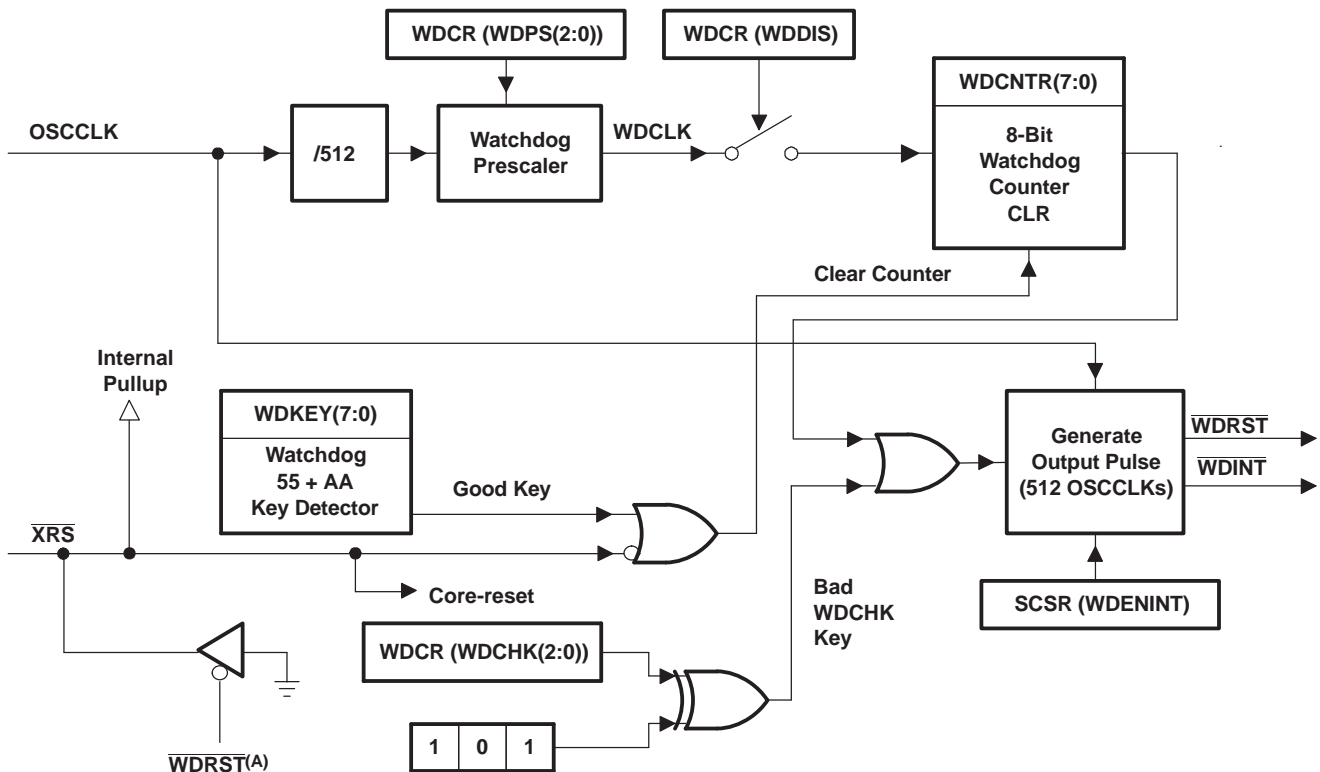 WDCR (WDPS(2:0))
WDCR (WDDIS)
WDCNTR(7:0)
OSCCLK
/512
Watchdog
Prescaler
WDCLK
8-Bit
Watchdog
Counter
CLR
Clear Counter
Internal
Pullup
WDKEY(7:0)
Watchdog
55 + AA
Key Detector
Good Key
Generate
Output Pulse
(512 OSCCLKs)
WDRST
WDINT
XRS
Core-reset
Bad
WDCHK
Key
SCSR (WDENINT)
WDCR (WDCHK(2:0))
1 0 1
WDRST(A)